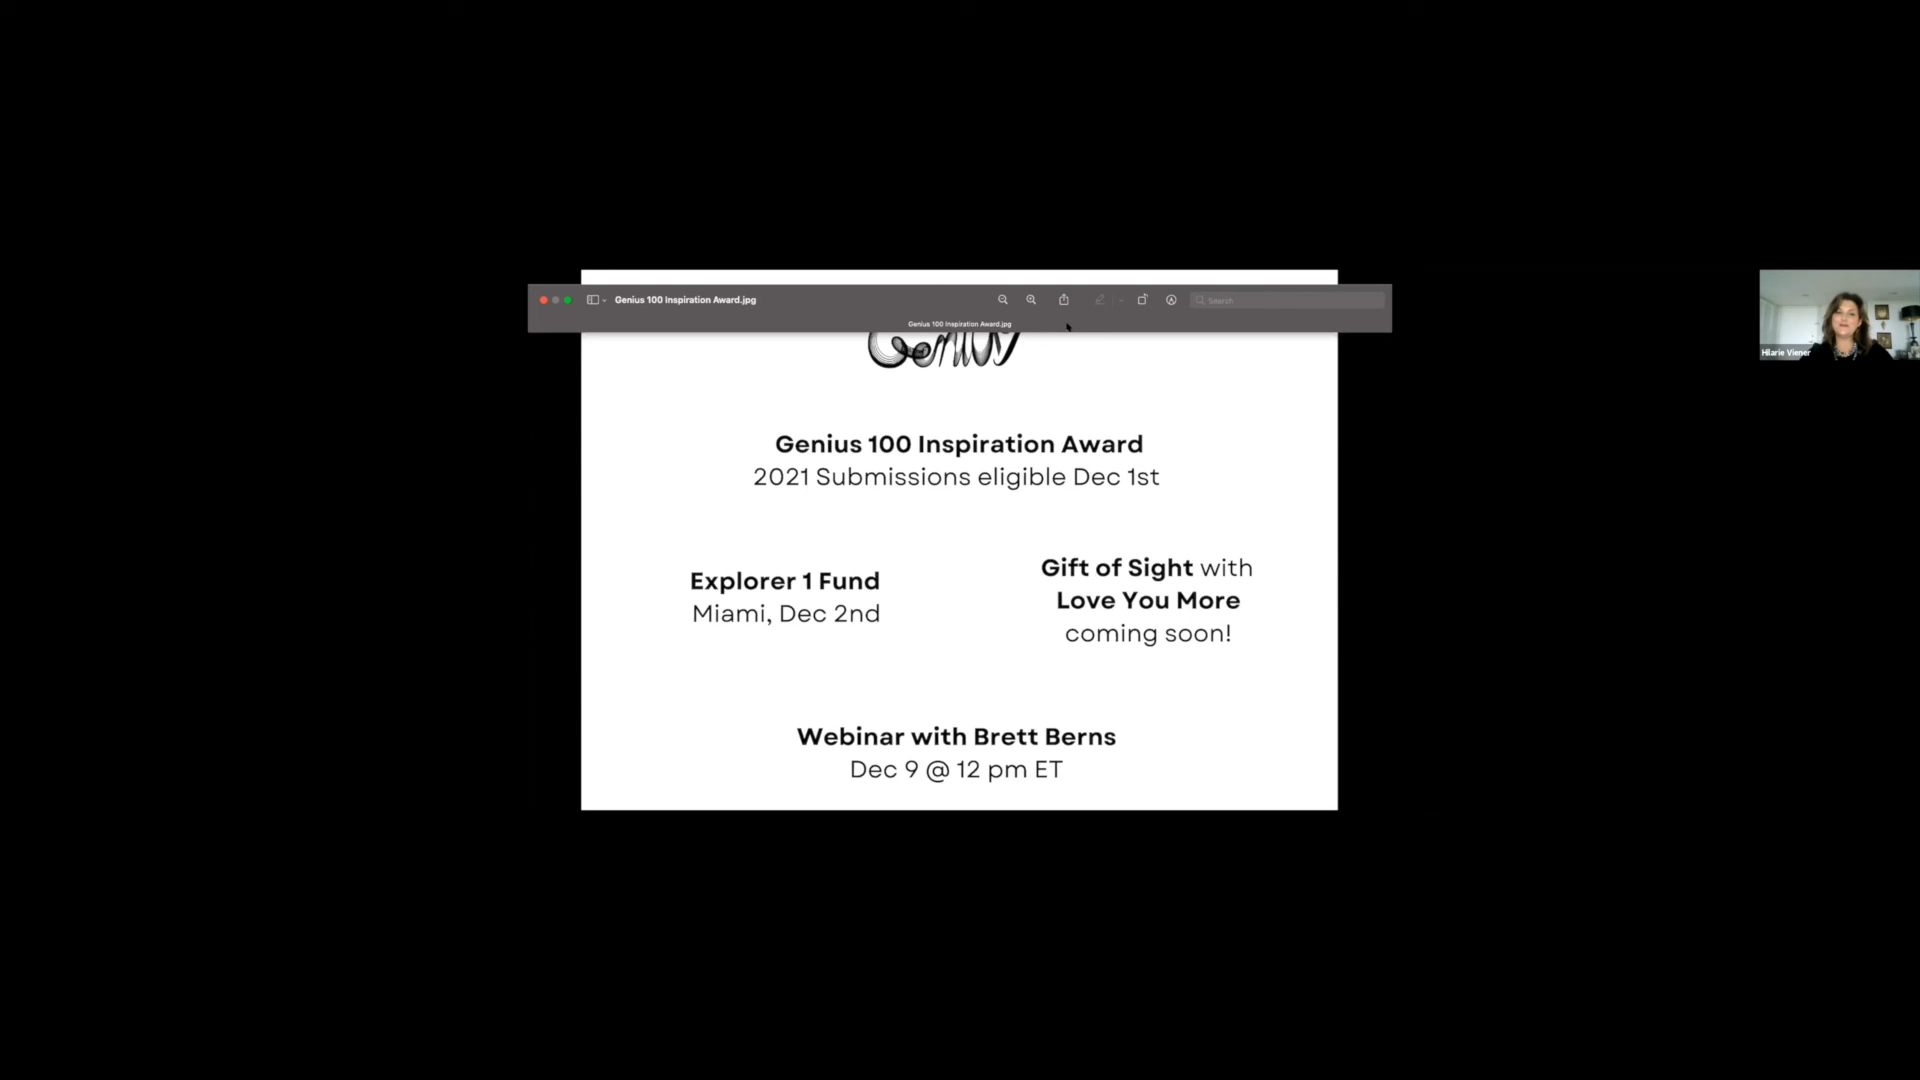 Genius 100 Inspiration Award.jpg
Search
Genius 100 Inspiration Award.jpg
Genius
Genius 100 Inspiration Award
2021 Submissions eligible Dec 1st
Explorer 1 Fund
Miami, Dec 2nd
Gift of Sight with
Love You More
coming soon!
Webinar with Brett Berns
Dec 9 @ 12 pm ET
Hilarie Viener